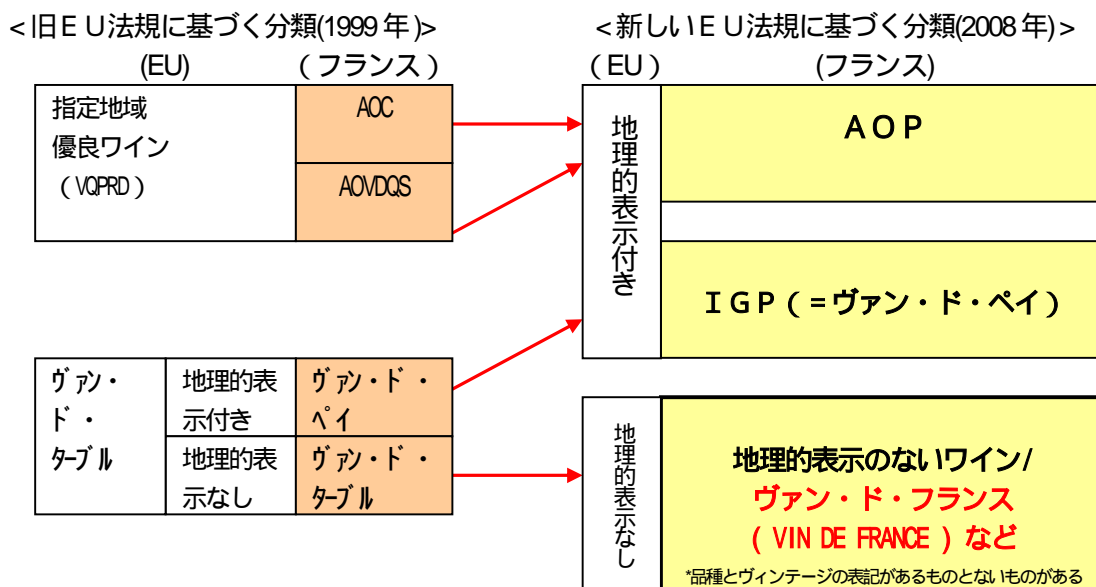 <旧ＥＵ法規に基づく分類(1999年)>
(EU)
（フランス）
指定地域
優良ワイン
（VQPRD）
AOC
AOVDQS
ヴァン・
ド・
ターブル
地理的表
示付き
ヴァン・ド・
ペイ
地理的表
示なし
ヴァン・ド・
ターブル
<新しいＥＵ法規に基づく分類(2008年)>
（EU）
(フランス)
地理的表示付き
ＡＯＰ
ＩＧＰ（＝ヴァン・ド・ペイ）
地理的表示なし
地理的表示のないワイン/
ヴァン・ド・フランス
（VIN DE FRANCE）など
*品種とヴィンテージの表記があるものとないものがある